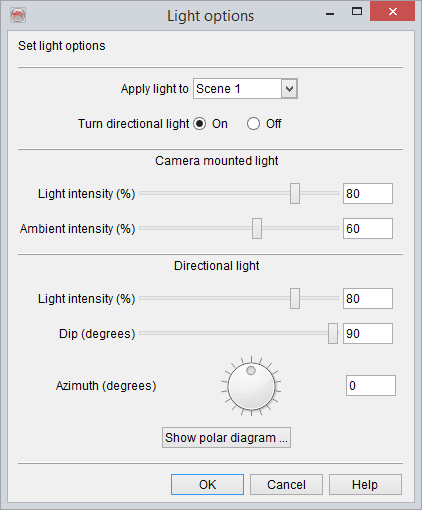 Light options
Set light options
Apply light to Scene 1
Turn directional light On Off
Camera mounted light
Light intensity (%) 80
Ambient intensity (%) 60
Directional light
Light intensity (%) 80
Dip (degrees) 90
Azimuth (degrees) 0
Show polar diagram ...
OK Cancel Help